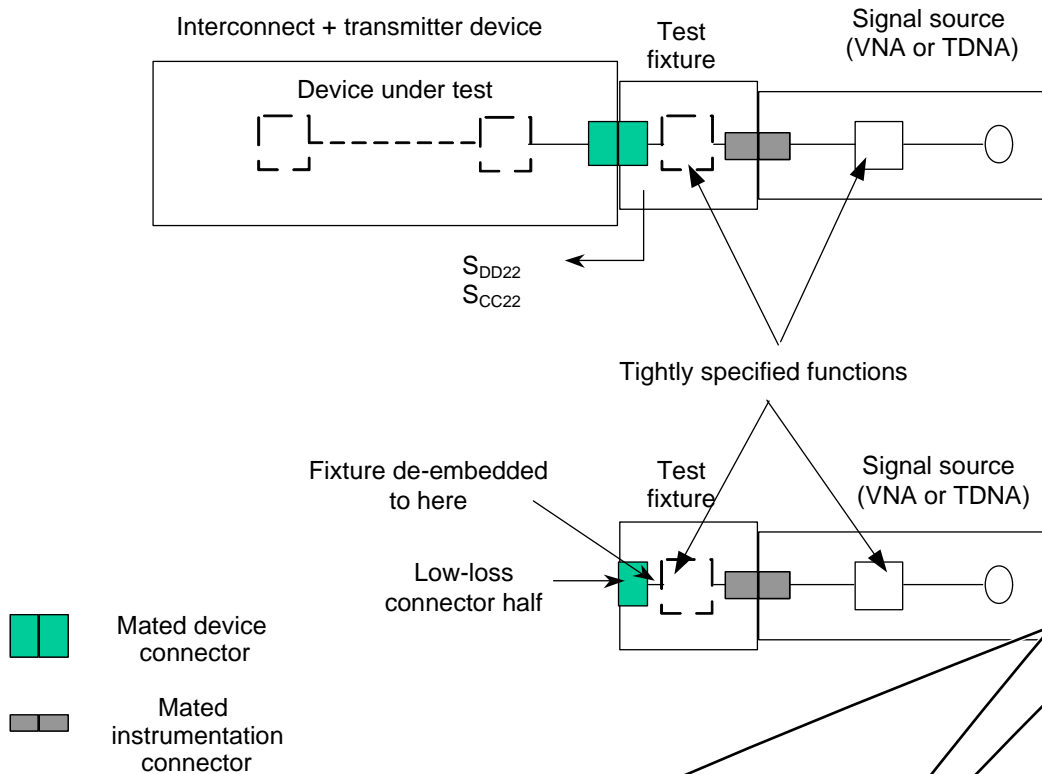 Interconnect + transmitter device
Test
fixture
Signal source
(VNA or TDNA)
Device under test
SDD22
SCC22
Tightly specified functions
Fixture de-embedded
to here
Test
fixture
Signal source
(VNA or TDNA)
Low-loss
connector half
Mated device
connector
Mated
instrumentation
connector